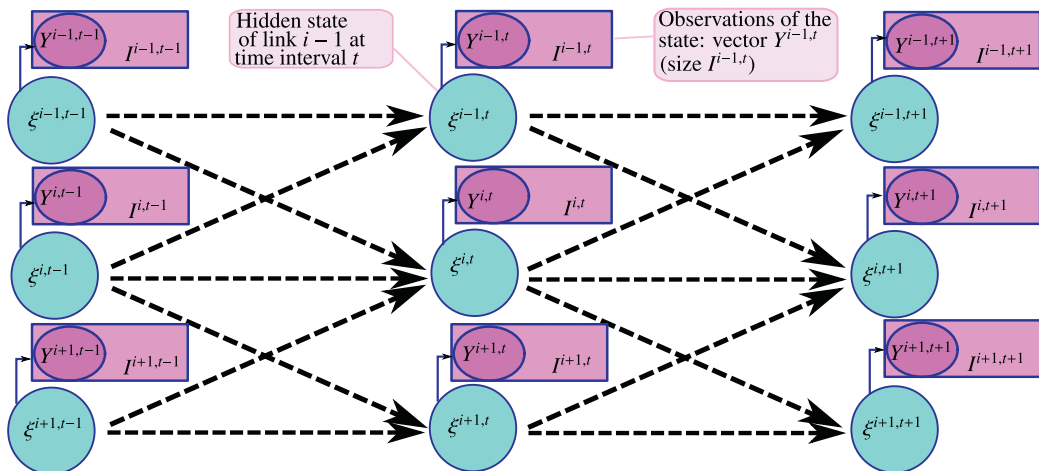 Hidden state
of link i − 1 at
time interval t
Observations of the
state: vector Y^{i−1,t}
(size I^{i−1,t})
Y^{i−1,t−1} I^{i−1,t−1}
Y^{i−1,t} I^{i−1,t}
Y^{i−1,t+1} I^{i−1,t+1}
ξ^{i−1,t−1}
ξ^{i−1,t}
ξ^{i−1,t+1}
Y^{i,t−1} I^{i,t−1}
Y^{i,t} I^{i,t}
Y^{i,t+1} I^{i,t+1}
ξ^{i,t−1}
ξ^{i,t}
ξ^{i,t+1}
Y^{i+1,t−1} I^{i+1,t−1}
Y^{i+1,t} I^{i+1,t}
Y^{i+1,t+1} I^{i+1,t+1}
ξ^{i+1,t−1}
ξ^{i+1,t}
ξ^{i+1,t+1}